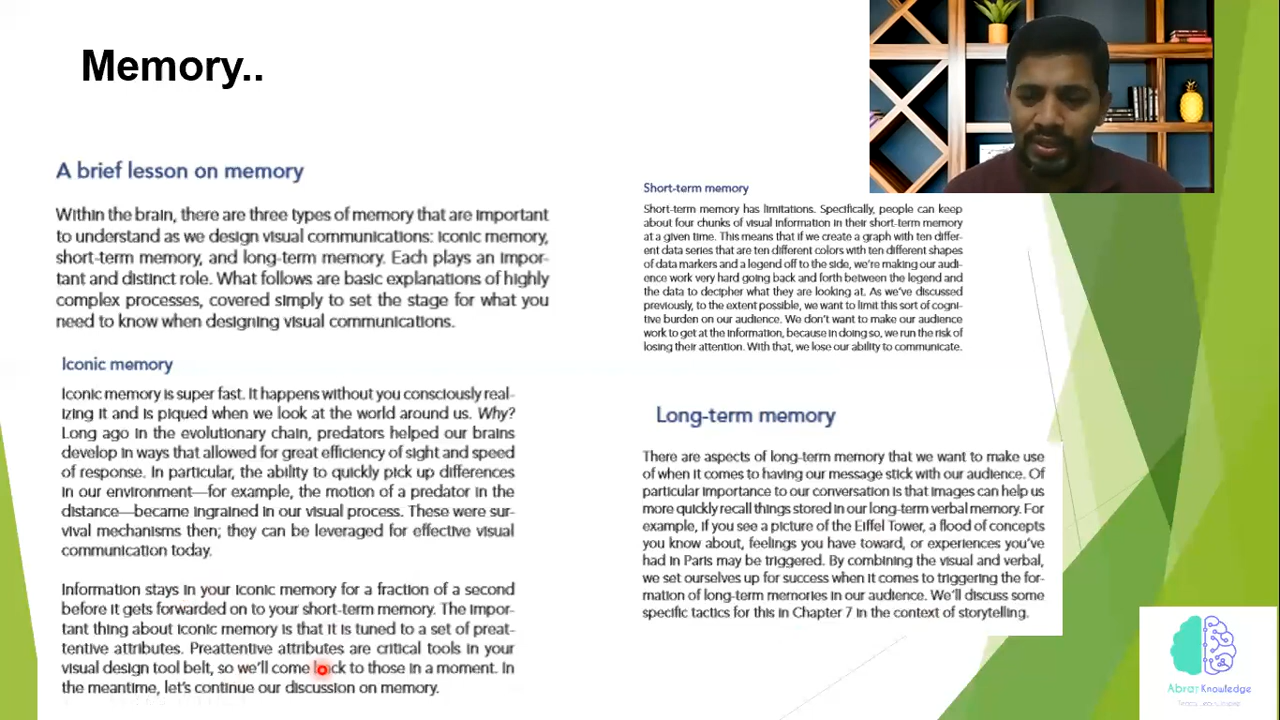 Memory..
A brief lesson on memory
Within the brain, there are three types of memory that are important
to understand as we design visual communications: iconic memory,
short-term memory, and long-term memory. Each plays an impor-
tant and distinct role. What follows are basic explanations of highly
complex processes, covered simply to set the stage for what you
need to know when designing visual communications.
Iconic memory
Iconic memory is super fast. It happens without you consciously real-
izing it and is piqued when we look at the world around us. Why?
Long ago in the evolutionary chain, predators helped our brains
develop in ways that allowed for great efficiency of sight and speed
of response. In particular, the ability to quickly pick up differences
in our environment—for example, the motion of a predator in the
distance—became ingrained in our visual process. These were sur-
vival mechanisms then; they can be leveraged for effective visual
communication today.
Information stays in your iconic memory for a fraction of a second
before it gets forwarded on to your short-term memory. The impor-
tant thing about iconic memory is that it is tuned to a set of preat-
tentive attributes. Preattentive attributes are critical tools in your
visual design tool belt, so we'll come back to those in a moment. In
the meantime, let's continue our discussion on memory.
Short-term memory
Short-term memory has limitations. Specifically, people can keep
about four chunks of visual information in their short-term memory
at a given time. This means that if we create a graph with ten differ-
ent data series that are ten different colors with ten different shapes
of data markers and a legend off to the side, we're making our audi-
ence work very hard going back and forth between the legend and
the data to decipher what they are looking at. As we've discussed
previously, to the extent possible, we want to limit this sort of cogni-
tive burden on our audience. We don't want to make our audience
work to get at the information, because in doing so, we run the risk of
losing their attention. With that, we lose our ability to communicate.
Long-term memory
There are aspects of long-term memory that we want to make use
of when it comes to having our message stick with our audience. Of
particular importance to our conversation is that images can help us
more quickly recall things stored in our long-term verbal memory. For
example, if you see a picture of the Eiffel Tower, a flood of concepts
you know about, feelings you have toward, or experiences you've
had in Paris may be triggered. By combining the visual and verbal,
we set ourselves up for success when it comes to triggering the for-
mation of long-term memories in our audience. We'll discuss some
specific tactics for this in Chapter 7 in the context of storytelling.
Abrar Knowledge